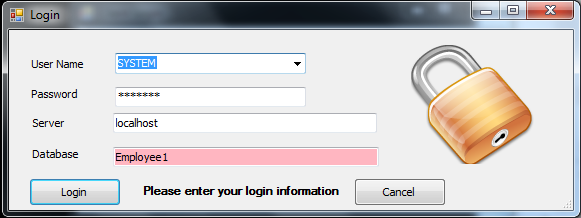 Login
User Name SYSTEM
Password *******
Server localhost
Database Employee1
Login Please enter your login information Cancel